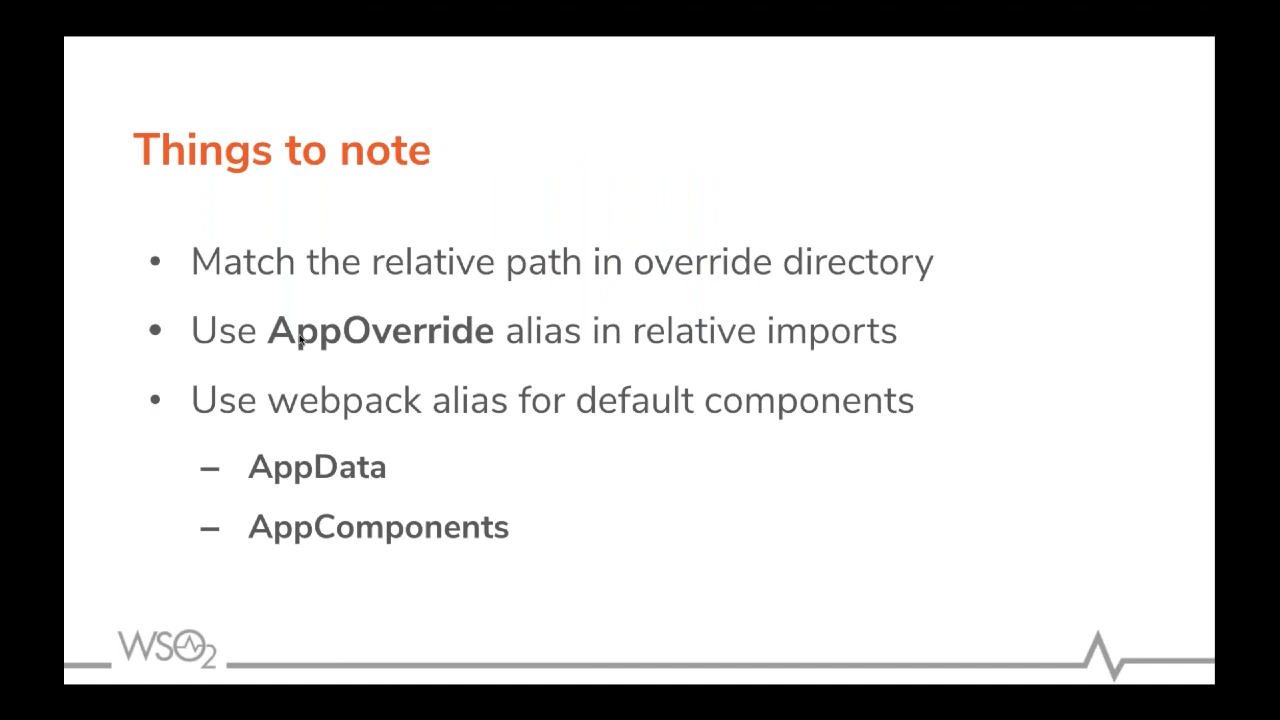 Things to note
• Match the relative path in override directory
• Use AppOverride alias in relative imports
• Use webpack alias for default components
– AppData
– AppComponents
WSO2